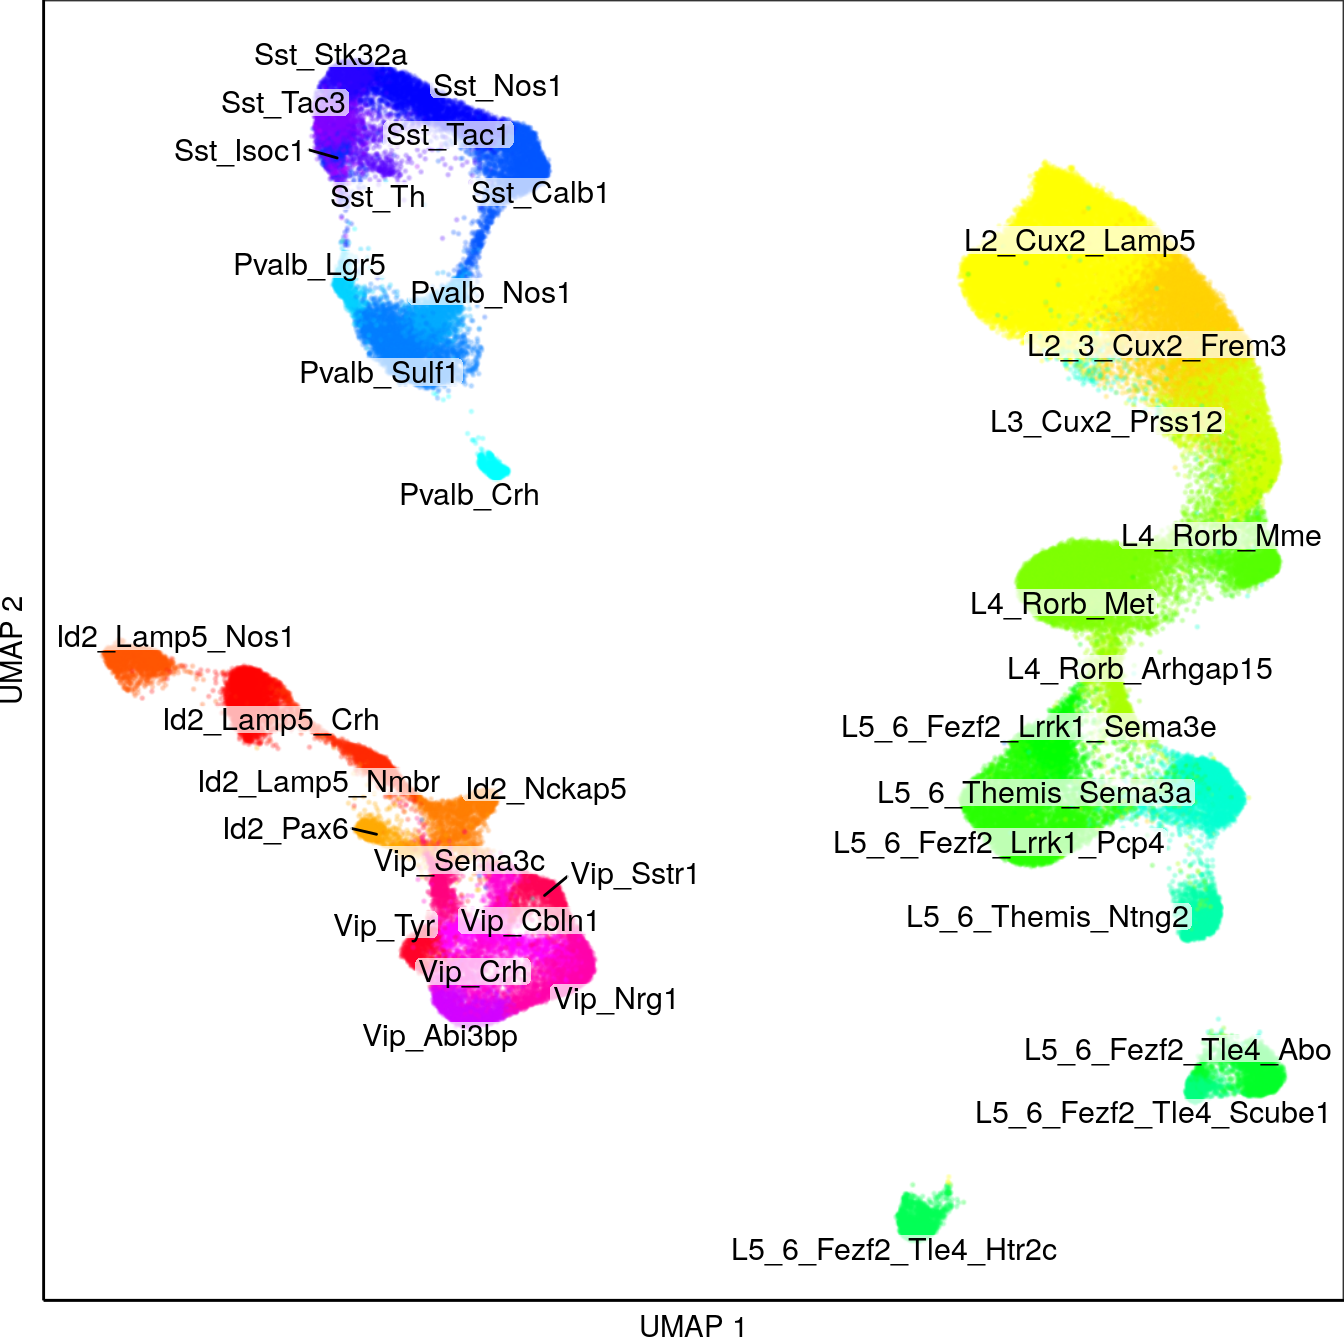 Sst_Stk32a
Sst_Nos1
Sst_Tac3
Sst_Tac1
Sst_Isoc1
Sst_Th
Sst_Calb1
Pvalb_Lgr5
Pvalb_Nos1
Pvalb_Sulf1
Pvalb_Crh
L2_Cux2_Lamp5
L2_3_Cux2_Frem3
L3_Cux2_Prss12
L4_Rorb_Mme
L4_Rorb_Met
L4_Rorb_Arhgap15
L5_6_Fezf2_Lrrk1_Sema3e
L5_6_Themis_Sema3a
L5_6_Fezf2_Lrrk1_Pcp4
L5_6_Themis_Ntng2
L5_6_Fezf2_Tle4_Abo
L5_6_Fezf2_Tle4_Scube1
L5_6_Fezf2_Tle4_Htr2c
Id2_Lamp5_Nos1
Id2_Lamp5_Crh
Id2_Lamp5_Nmbr
Id2_Nckap5
Id2_Pax6
Vip_Sema3c
Vip_Sstr1
Vip_Tyr
Vip_Cbln1
Vip_Crh
Vip_Nrg1
Vip_Abi3bp
UMAP 2
UMAP 1